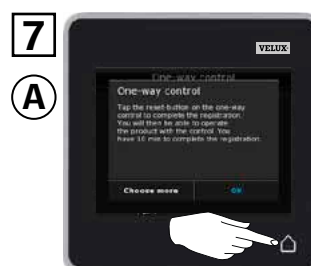 7
VELUX
A
One-way control
One-way control
Tap the reset-button on the one-way
control to complete the registration.
You will then be able to operate
the product with the control. You
have 10 min to complete the registration.
Choose more
OK